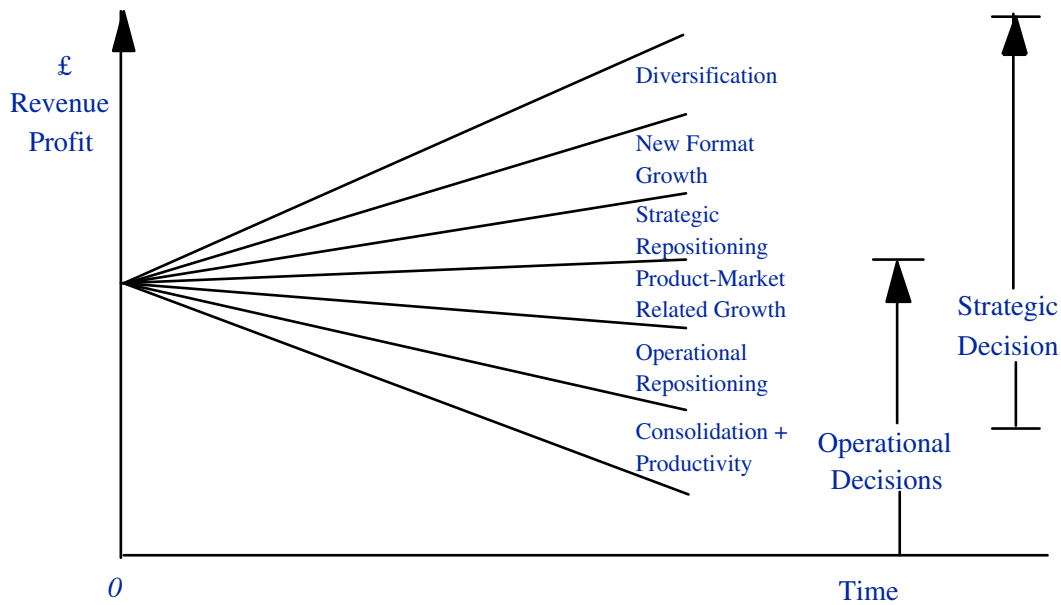 £
Revenue
Profit
Diversification
New Format
Growth
Strategic
Repositioning
Product-Market
Related Growth
Operational
Repositioning
Consolidation +
Productivity
Operational
Decisions
Strategic
Decision
0
Time